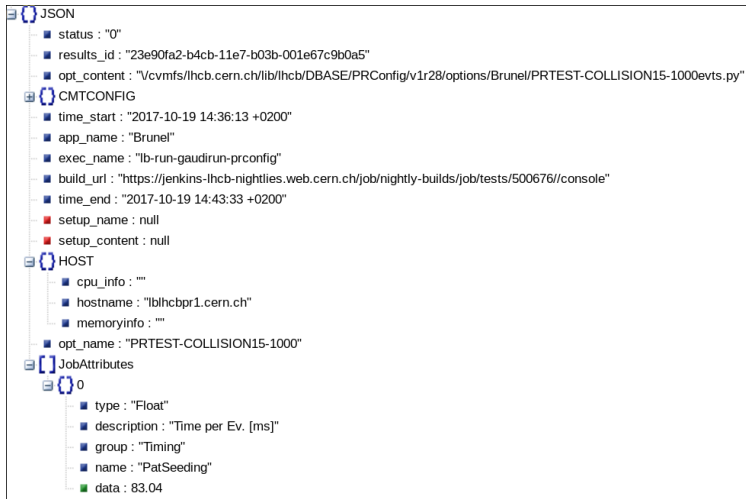 JSON
status : "0"
results_id : "23e90fa2-b4cb-11e7-b03b-001e67c9b0a5"
opt_content : "\/cvmfs/lhcb.cern.ch/lib/lhcb/DBASE/PRConfig/v1r28/options/Brunel/PRTEST-COLLISION15-1000evts.py"
CMTCONFIG
time_start : "2017-10-19 14:36:13 +0200"
app_name : "Brunel"
exec_name : "lb-run-gaudirun-prconfig"
build_url : "https://jenkins-lhcb-nightlies.web.cern.ch/job/nightly-builds/job/tests/500676//console"
time_end : "2017-10-19 14:43:33 +0200"
setup_name : null
setup_content : null
HOST
cpu_info : ""
hostname : "lblhcbpr1.cern.ch"
memoryinfo : ""
opt_name : "PRTEST-COLLISION15-1000"
JobAttributes
0
type : "Float"
description : "Time per Ev. [ms]"
group : "Timing"
name : "PatSeeding"
data : 83.04